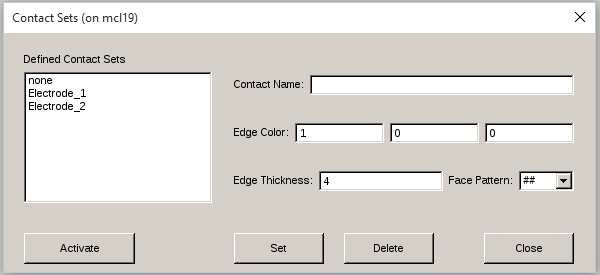 Contact Sets (on mcl19)
Defined Contact Sets
none
Electrode_1
Electrode_2
Contact Name:
Edge Color: 1 0 0
Edge Thickness: 4 Face Pattern: ##
Activate Set Delete Close